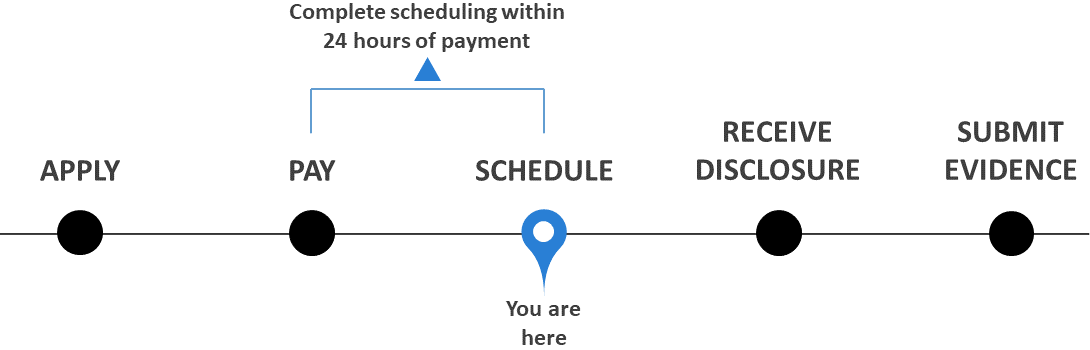 Complete scheduling within
24 hours of payment
APPLY
PAY
SCHEDULE
RECEIVE
DISCLOSURE
SUBMIT
EVIDENCE
You are
here